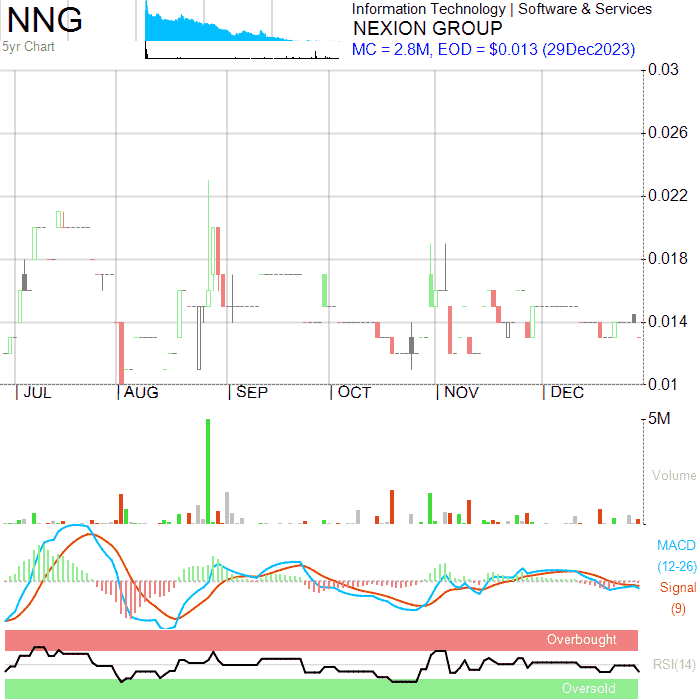 NNG
5yr Chart
Information Technology | Software & Services
NEXION GROUP
MC = 2.8M, EOD = $0.013 (29Dec2023)
0.03
0.026
0.022
0.018
0.014
0.01
JUL AUG SEP OCT NOV DEC
5M
Volume
MACD
(12-26)
Signal
(9)
Overbought
RSI(14)
Oversold